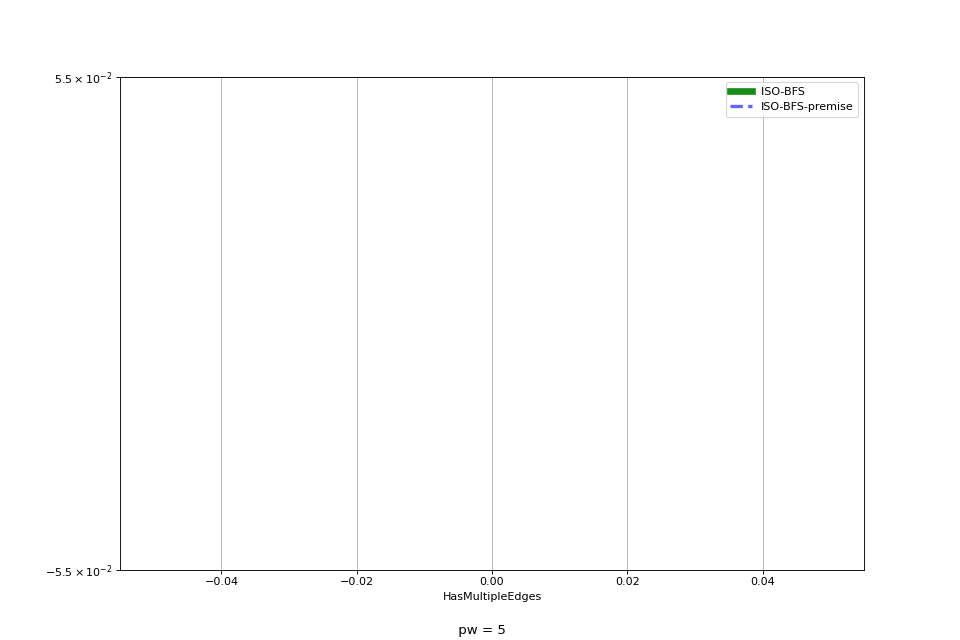 5.5 × 10⁻²
ISO-BFS
ISO-BFS-premise
−5.5 × 10⁻²
−0.04 −0.02 0.00 0.02 0.04
HasMultipleEdges
pw = 5